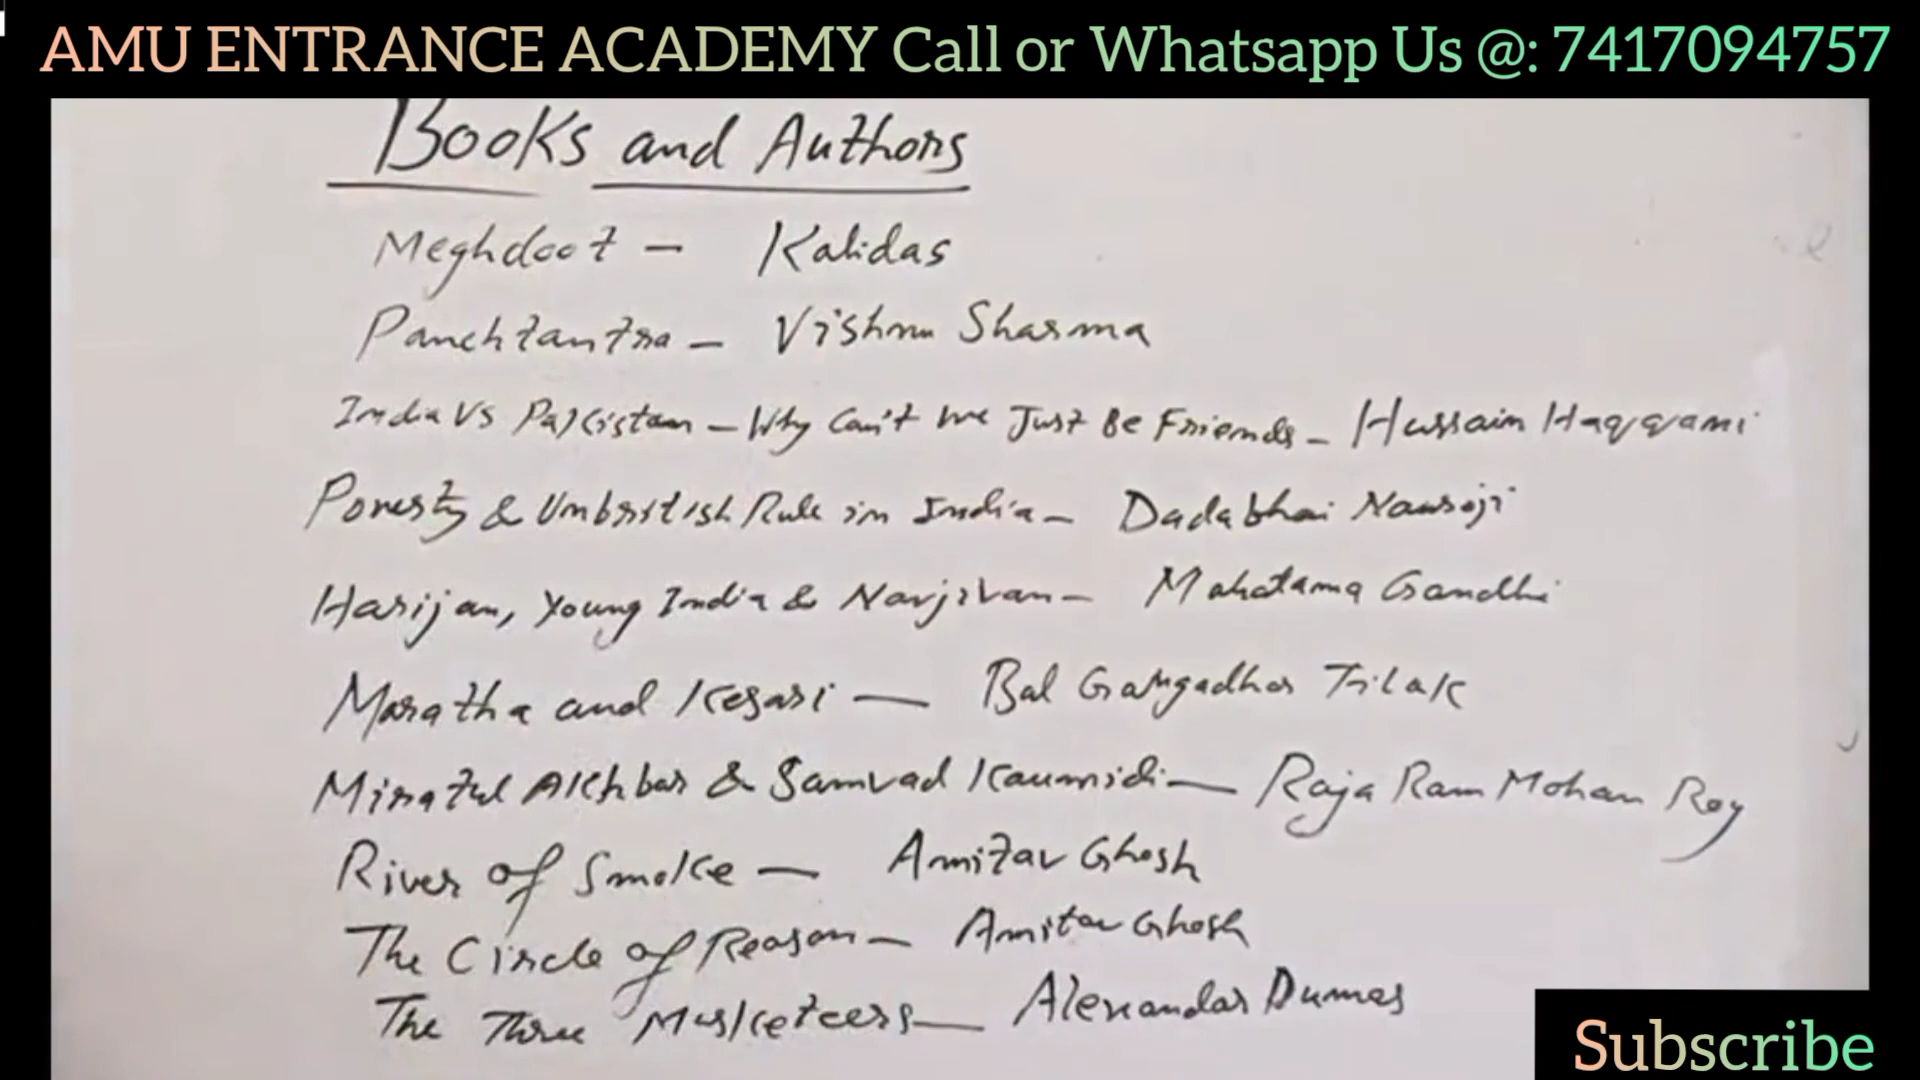 AMU ENTRANCE ACADEMY Call or Whatsapp Us @: 7417094757
Books and Authors
Meghdoot - Kalidas
Panchtantra - Vishnu Sharma
India Vs Pakistan - Why Can't We Just Be Friends - Hussain Haqqani
Poverty & Unbritish Rule in India - Dadabhai Naursji
Harijan, Young India & Navjivan - Mahatama Gandhi
Maratha and Kesari - Bal Gangadhar Tilak
Miratul Akhbar & Samvad Kaumidi - Raja Ram Mohan Roy
River of Smoke - Amitav Ghosh
The Circle of Reason - Amitav Ghosh
The Three Musketeers - Alexandar Dumas
Subscribe